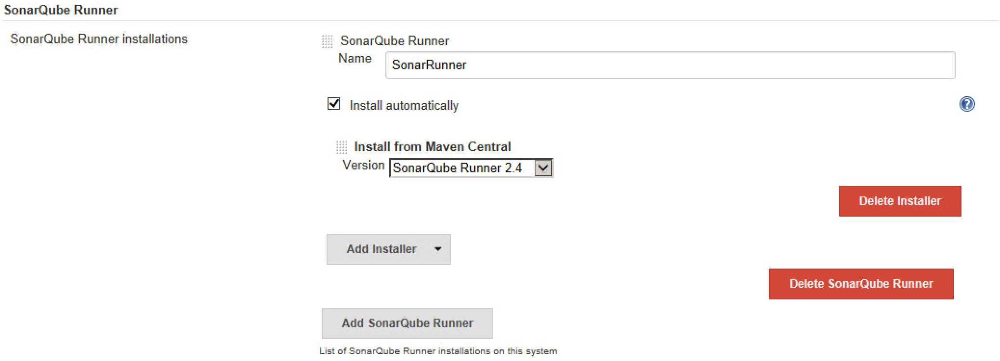 SonarQube Runner
SonarQube Runner installations
SonarQube Runner
Name
SonarRunner
Install automatically
?
Install from Maven Central
Version
SonarQube Runner 2.4
Delete Installer
Add Installer
Delete SonarQube Runner
Add SonarQube Runner
List of SonarQube Runner installations on this system